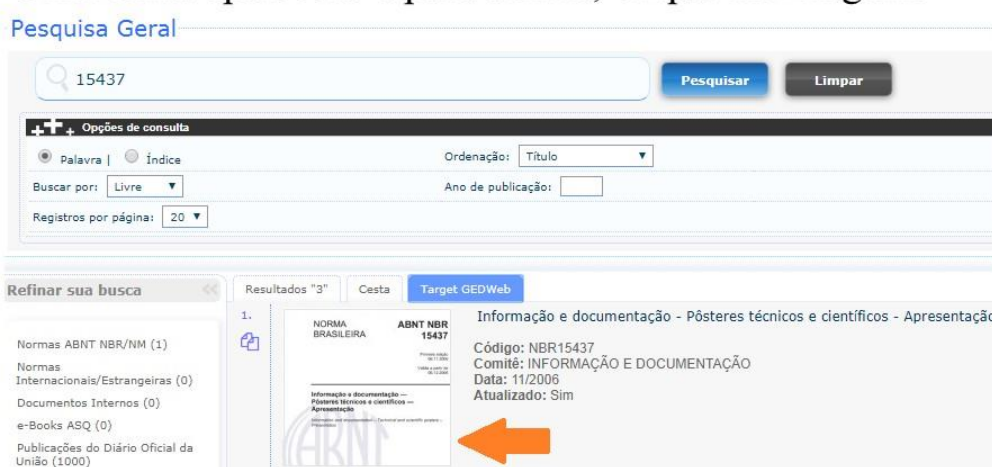 Pesquisa Geral
15437
Pesquisar
Limpar
Opções de consulta
Palavra | Índice
Ordenação: Título
Buscar por: Livre
Ano de publicação:
Registros por página: 20
Refinar sua busca
Resultados "3"
Cesta
Target GEDWeb
Normas ABNT NBR/NM (1)
Normas
Internacionais/Estrangeiras (0)
Documentos Internos (0)
e-Books ASQ (0)
Publicações do Diário Oficial da
União (1000)
1.
NORMA
BRASILEIRA
ABNT NBR
15437
Informação e documentação —
Pôsteres técnicos e científicos —
Apresentação
ABNT
Informação e documentação - Pôsteres técnicos e científicos - Apresentação
Código: NBR15437
Comitê: INFORMAÇÃO E DOCUMENTAÇÃO
Data: 11/2006
Atualizado: Sim